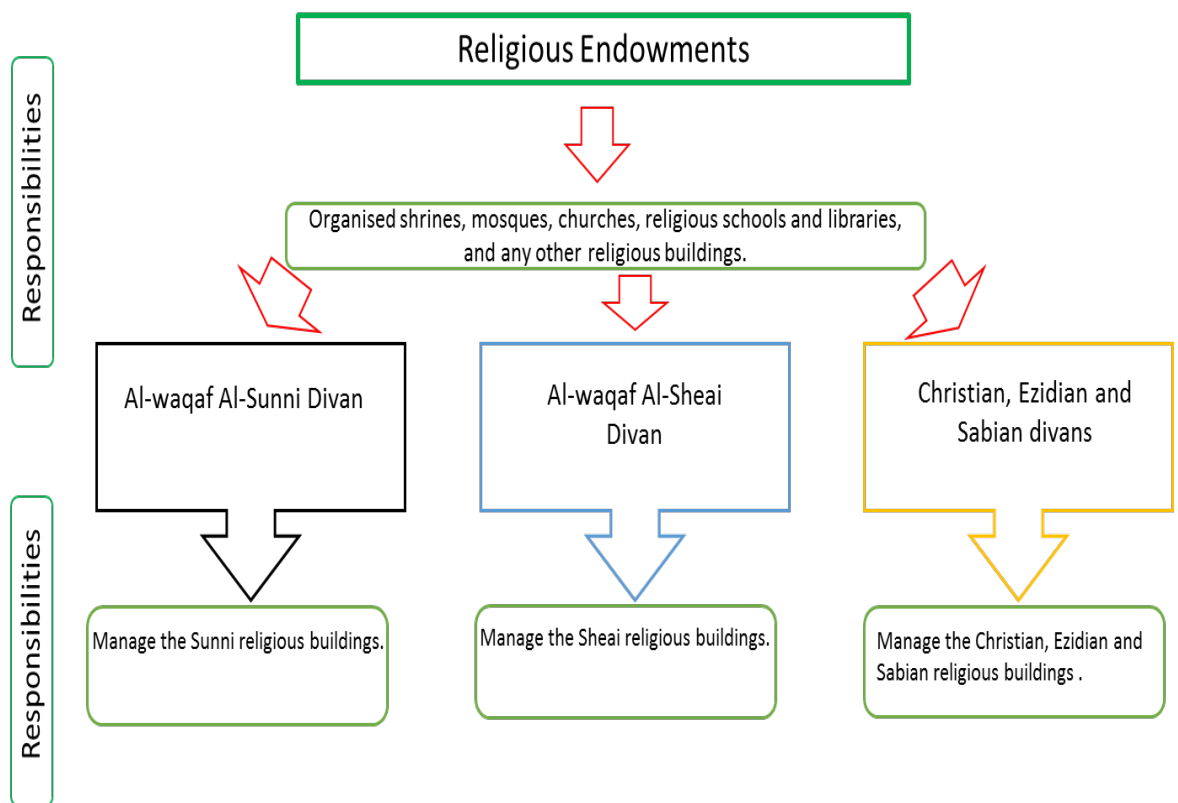 Religious Endowments
Responsibilities
Organised shrines, mosques, churches, religious schools and libraries,
and any other religious buildings.
Al-waqaf Al-Sunni Divan
Al-waqaf Al-Sheai
Divan
Christian, Ezidian and
Sabian divans
Responsibilities
Manage the Sunni religious buildings.
Manage the Sheai religious buildings.
Manage the Christian, Ezidian and
Sabian religious buildings .